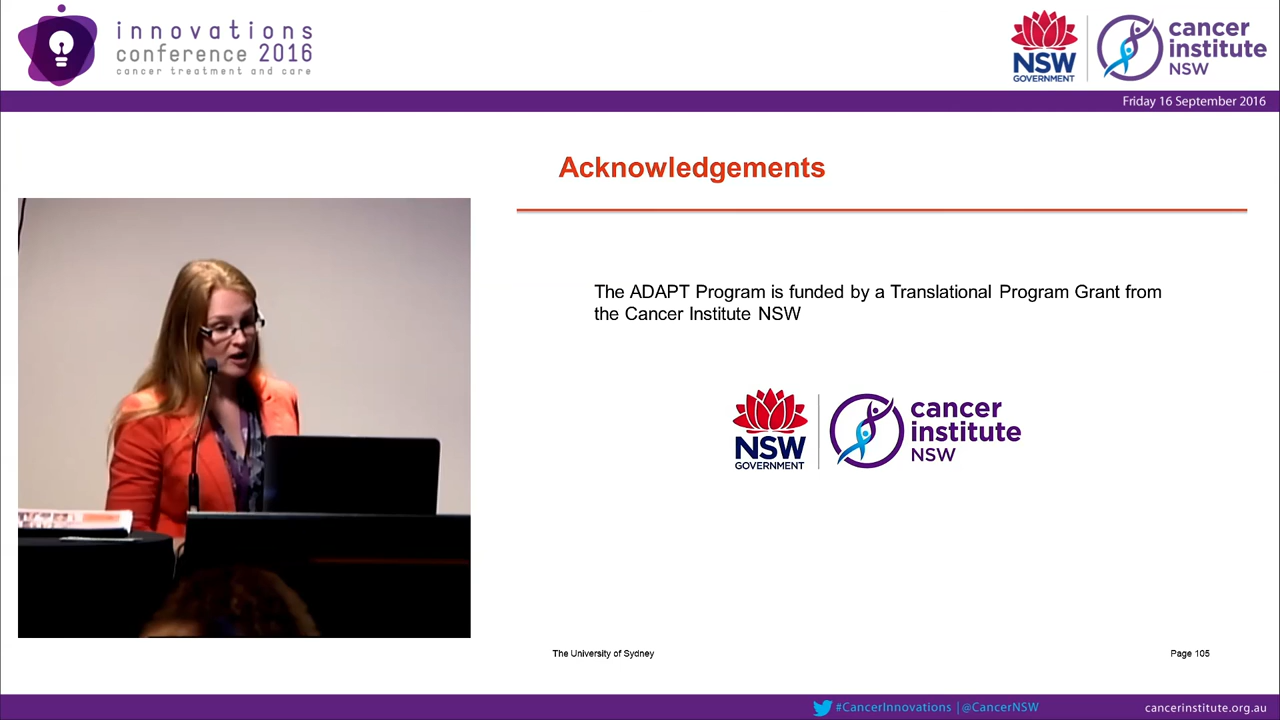 innovations
conference 2016
cancer treatment and care
NSW
GOVERNMENT
cancer
institute
NSW
Friday 16 September 2016
Acknowledgements
The ADAPT Program is funded by a Translational Program Grant from
the Cancer Institute NSW
NSW
GOVERNMENT
cancer
institute
NSW
The University of Sydney
Page 105
#CancerInnovations | @CancerNSW
cancerinstitute.org.au